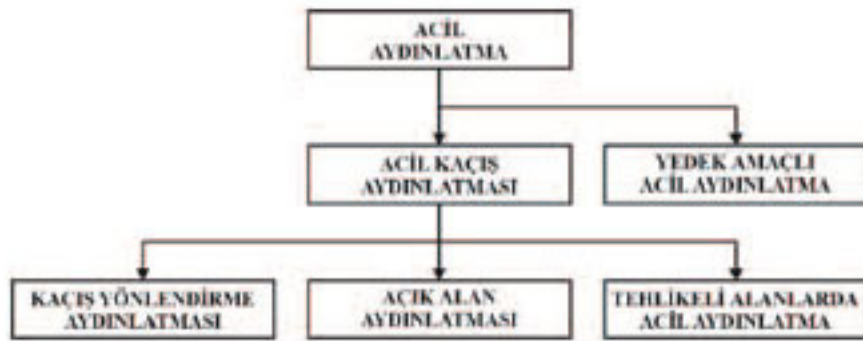 ACİL
AYDINLATMA
ACİL KAÇIŞ
AYDINLATMASI
YEDEK AMAÇLI
ACİL AYDINLATMA
KAÇIŞ YÖNLENDİRME
AYDINLATMASI
AÇIK ALAN
AYDINLATMASI
TEHLİKELİ ALANLARDA
ACİL AYDINLATMA